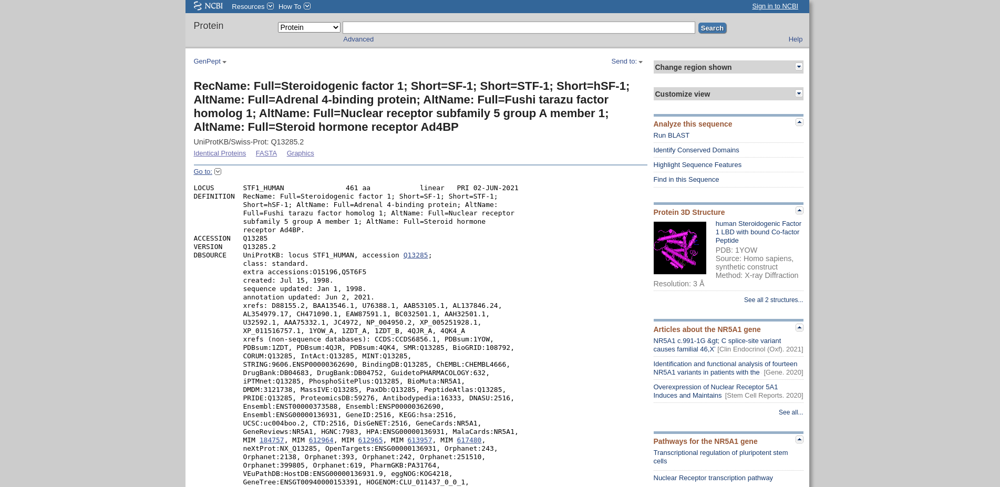 NCBI Resources How To Sign in to NCBI
Protein Protein Search
Advanced Help
GenPept Send to:
RecName: Full=Steroidogenic factor 1; Short=SF-1; Short=STF-1; Short=hSF-1;
AltName: Full=Adrenal 4-binding protein; AltName: Full=Fushi tarazu factor
homolog 1; AltName: Full=Nuclear receptor subfamily 5 group A member 1;
AltName: Full=Steroid hormone receptor Ad4BP
UniProtKB/Swiss-Prot: Q13285.2
Identical Proteins FASTA Graphics
Go to:
LOCUS STF1_HUMAN 461 aa linear PRI 02-JUN-2021
DEFINITION RecName: Full=Steroidogenic factor 1; Short=SF-1; Short=STF-1;
Short=hSF-1; AltName: Full=Adrenal 4-binding protein; AltName:
Full=Fushi tarazu factor homolog 1; AltName: Full=Nuclear receptor
subfamily 5 group A member 1; AltName: Full=Steroid hormone
receptor Ad4BP.
ACCESSION Q13285
VERSION Q13285.2
DBSOURCE UniProtKB: locus STF1_HUMAN, accession Q13285;
class: standard.
extra accessions:O15196,Q5T6F5
created: Jul 15, 1998.
sequence updated: Jan 1, 1998.
annotation updated: Jun 2, 2021.
xrefs: D88155.2, BAA13546.1, U76388.1, AAB53105.1, AL137846.24,
AL354979.17, CH471090.1, EAW87591.1, BC032501.1, AAH32501.1,
U32592.1, AAA75332.1, JC4972, NP_004950.2, XP_005251928.1,
XP_011516757.1, 1YOW_A, 1ZDT_A, 1ZDT_B, 4QJR_A, 4QK4_A
xrefs (non-sequence databases): CCDS:CCDS6856.1, PDBsum:1YOW,
PDBsum:1ZDT, PDBsum:4QJR, PDBsum:4QK4, SMR:Q13285, BioGRID:108792,
CORUM:Q13285, IntAct:Q13285, MINT:Q13285,
STRING:9606.ENSP00000362690, BindingDB:Q13285, ChEMBL:CHEMBL4666,
DrugBank:DB04683, DrugBank:DB04752, GuidetoPHARMACOLOGY:632,
iPTMnet:Q13285, PhosphoSitePlus:Q13285, BioMuta:NR5A1,
DMDM:3121738, MassIVE:Q13285, PaxDb:Q13285, PeptideAtlas:Q13285,
PRIDE:Q13285, ProteomicsDB:59276, Antibodypedia:16333, DNASU:2516,
Ensembl:ENST00000373588, Ensembl:ENSP00000362690,
Ensembl:ENSG00000136931, GeneID:2516, KEGG:hsa:2516,
UCSC:uc004boo.2, CTD:2516, DisGeNET:2516, GeneCards:NR5A1,
GeneReviews:NR5A1, HGNC:7983, HPA:ENSG00000136931, MalaCards:NR5A1,
MIM 184757, MIM 612964, MIM 612965, MIM 613957, MIM 617480,
neXtProt:NX_Q13285, OpenTargets:ENSG00000136931, Orphanet:243,
Orphanet:2138, Orphanet:393, Orphanet:242, Orphanet:251510,
Orphanet:399805, Orphanet:619, PharmGKB:PA31764,
VEuPathDB:HostDB:ENSG00000136931.9, eggNOG:KOG4218,
GeneTree:ENSGT00940000153391, HOGENOM:CLU_011437_0_0_1,
Change region shown
Customize view
Analyze this sequence
Run BLAST
Identify Conserved Domains
Highlight Sequence Features
Find in this Sequence
Protein 3D Structure
human Steroidogenic Factor
1 LBD with bound Co-factor
Peptide
PDB: 1YOW
Source: Homo sapiens,
synthetic construct
Method: X-ray Diffraction
Resolution: 3 Å
See all 2 structures...
Articles about the NR5A1 gene
NR5A1 c.991-1G &gt; C splice-site variant
causes familial 46,X [Clin Endocrinol (Oxf). 2021]
Identification and functional analysis of fourteen
NR5A1 variants in patients with the [Gene. 2020]
Overexpression of Nuclear Receptor 5A1
Induces and Maintains [Stem Cell Reports. 2020]
See all...
Pathways for the NR5A1 gene
Transcriptional regulation of pluripotent stem
cells
Nuclear Receptor transcription pathway